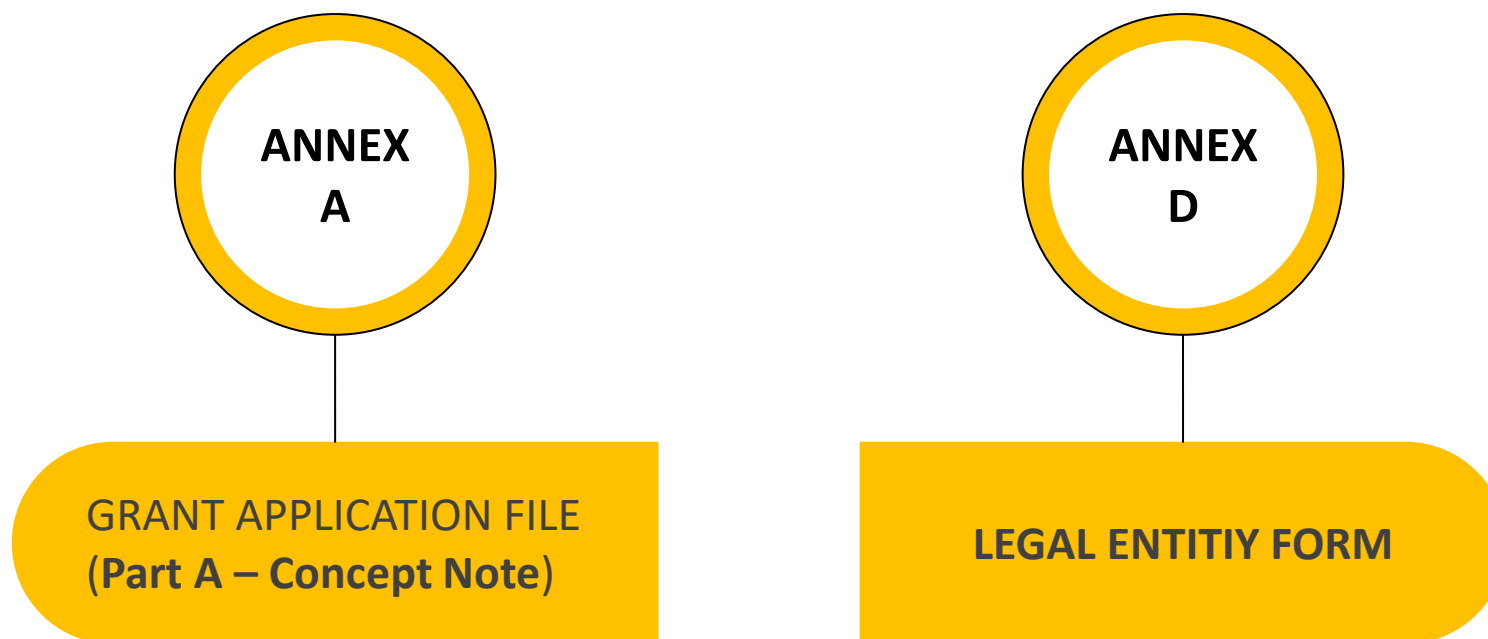 ANNEX
A
GRANT APPLICATION FILE
(Part A – Concept Note)
ANNEX
D
LEGAL ENTITIY FORM